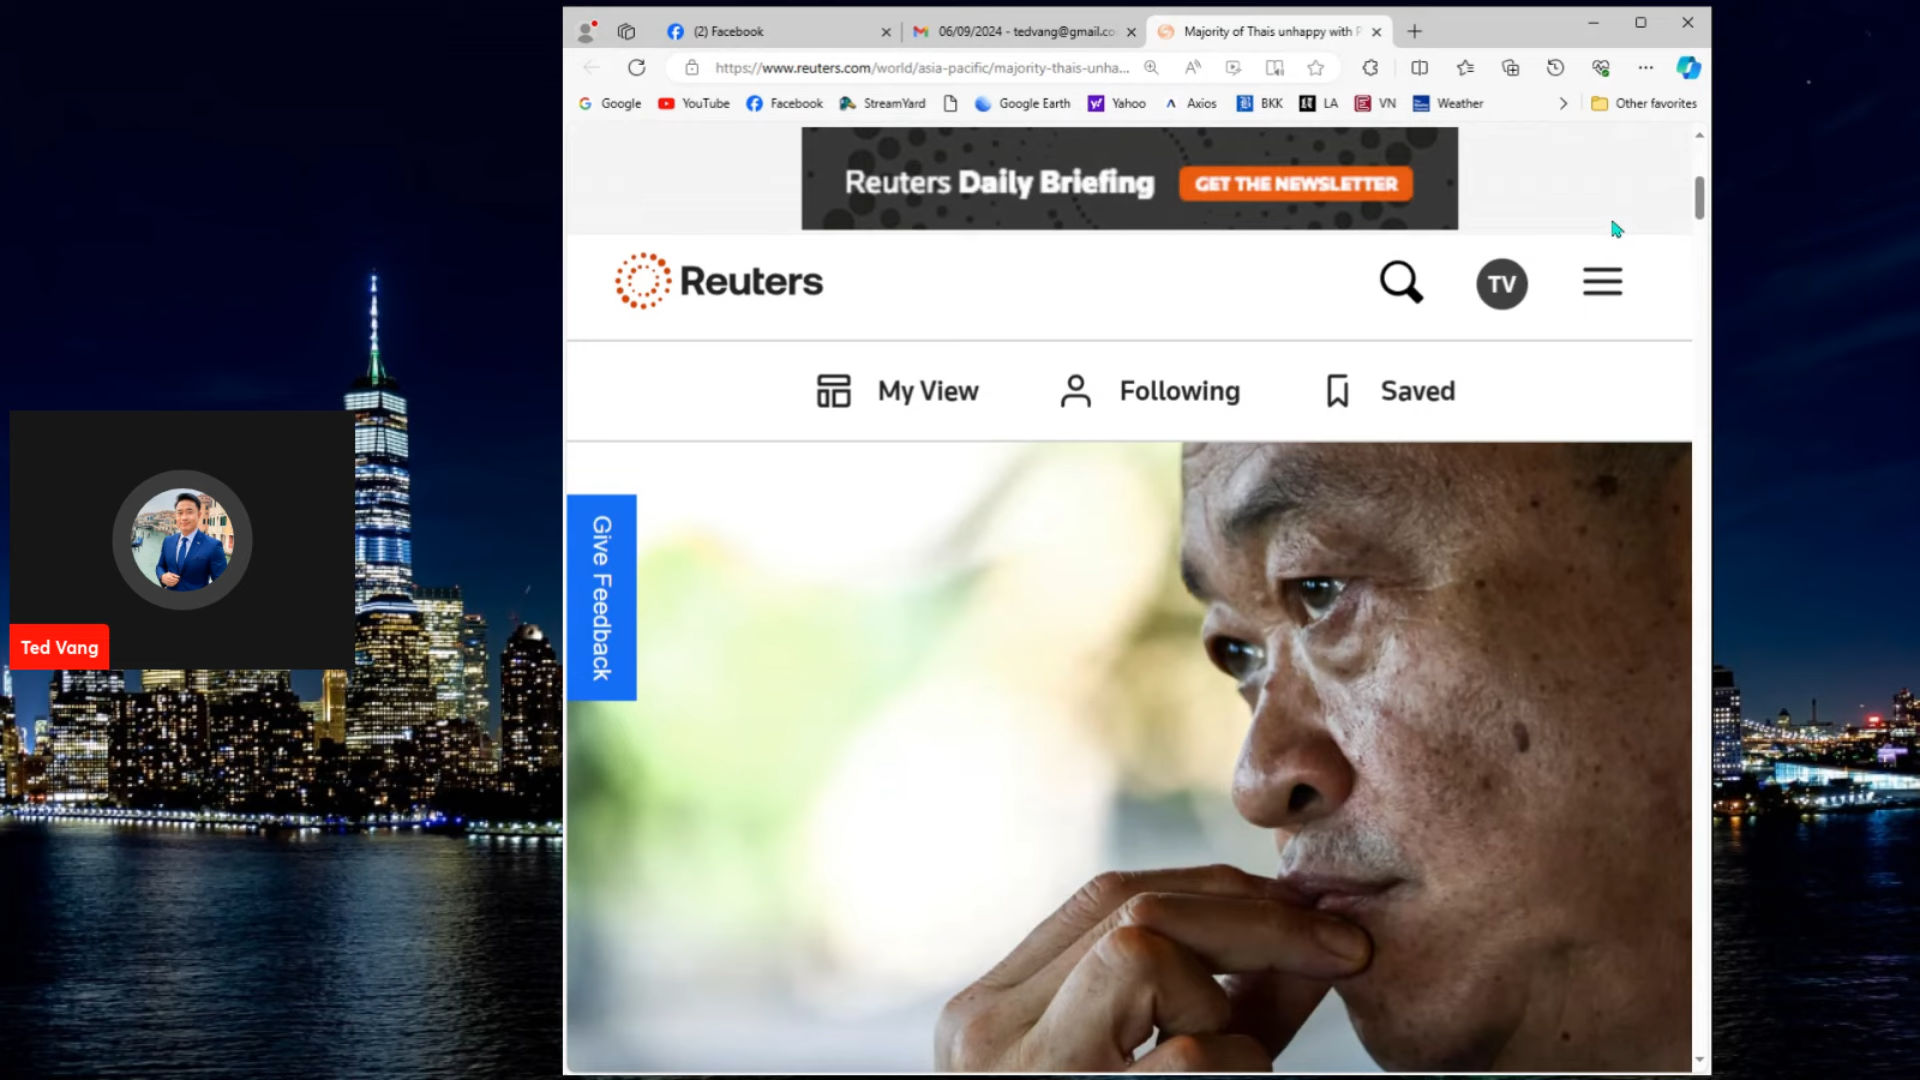 (2) Facebook
06/09/2024 - tedvang@gmail.co
Majority of Thais unhappy with P
https://www.reuters.com/world/asia-pacific/majority-thais-unha...
Google
YouTube
Facebook
StreamYard
Google Earth
Yahoo
Axios
BKK
LA
VN
Weather
Other favorites
Reuters Daily Briefing
GET THE NEWSLETTER
Reuters
TV
My View
Following
Saved
Give Feedback
Ted Vang